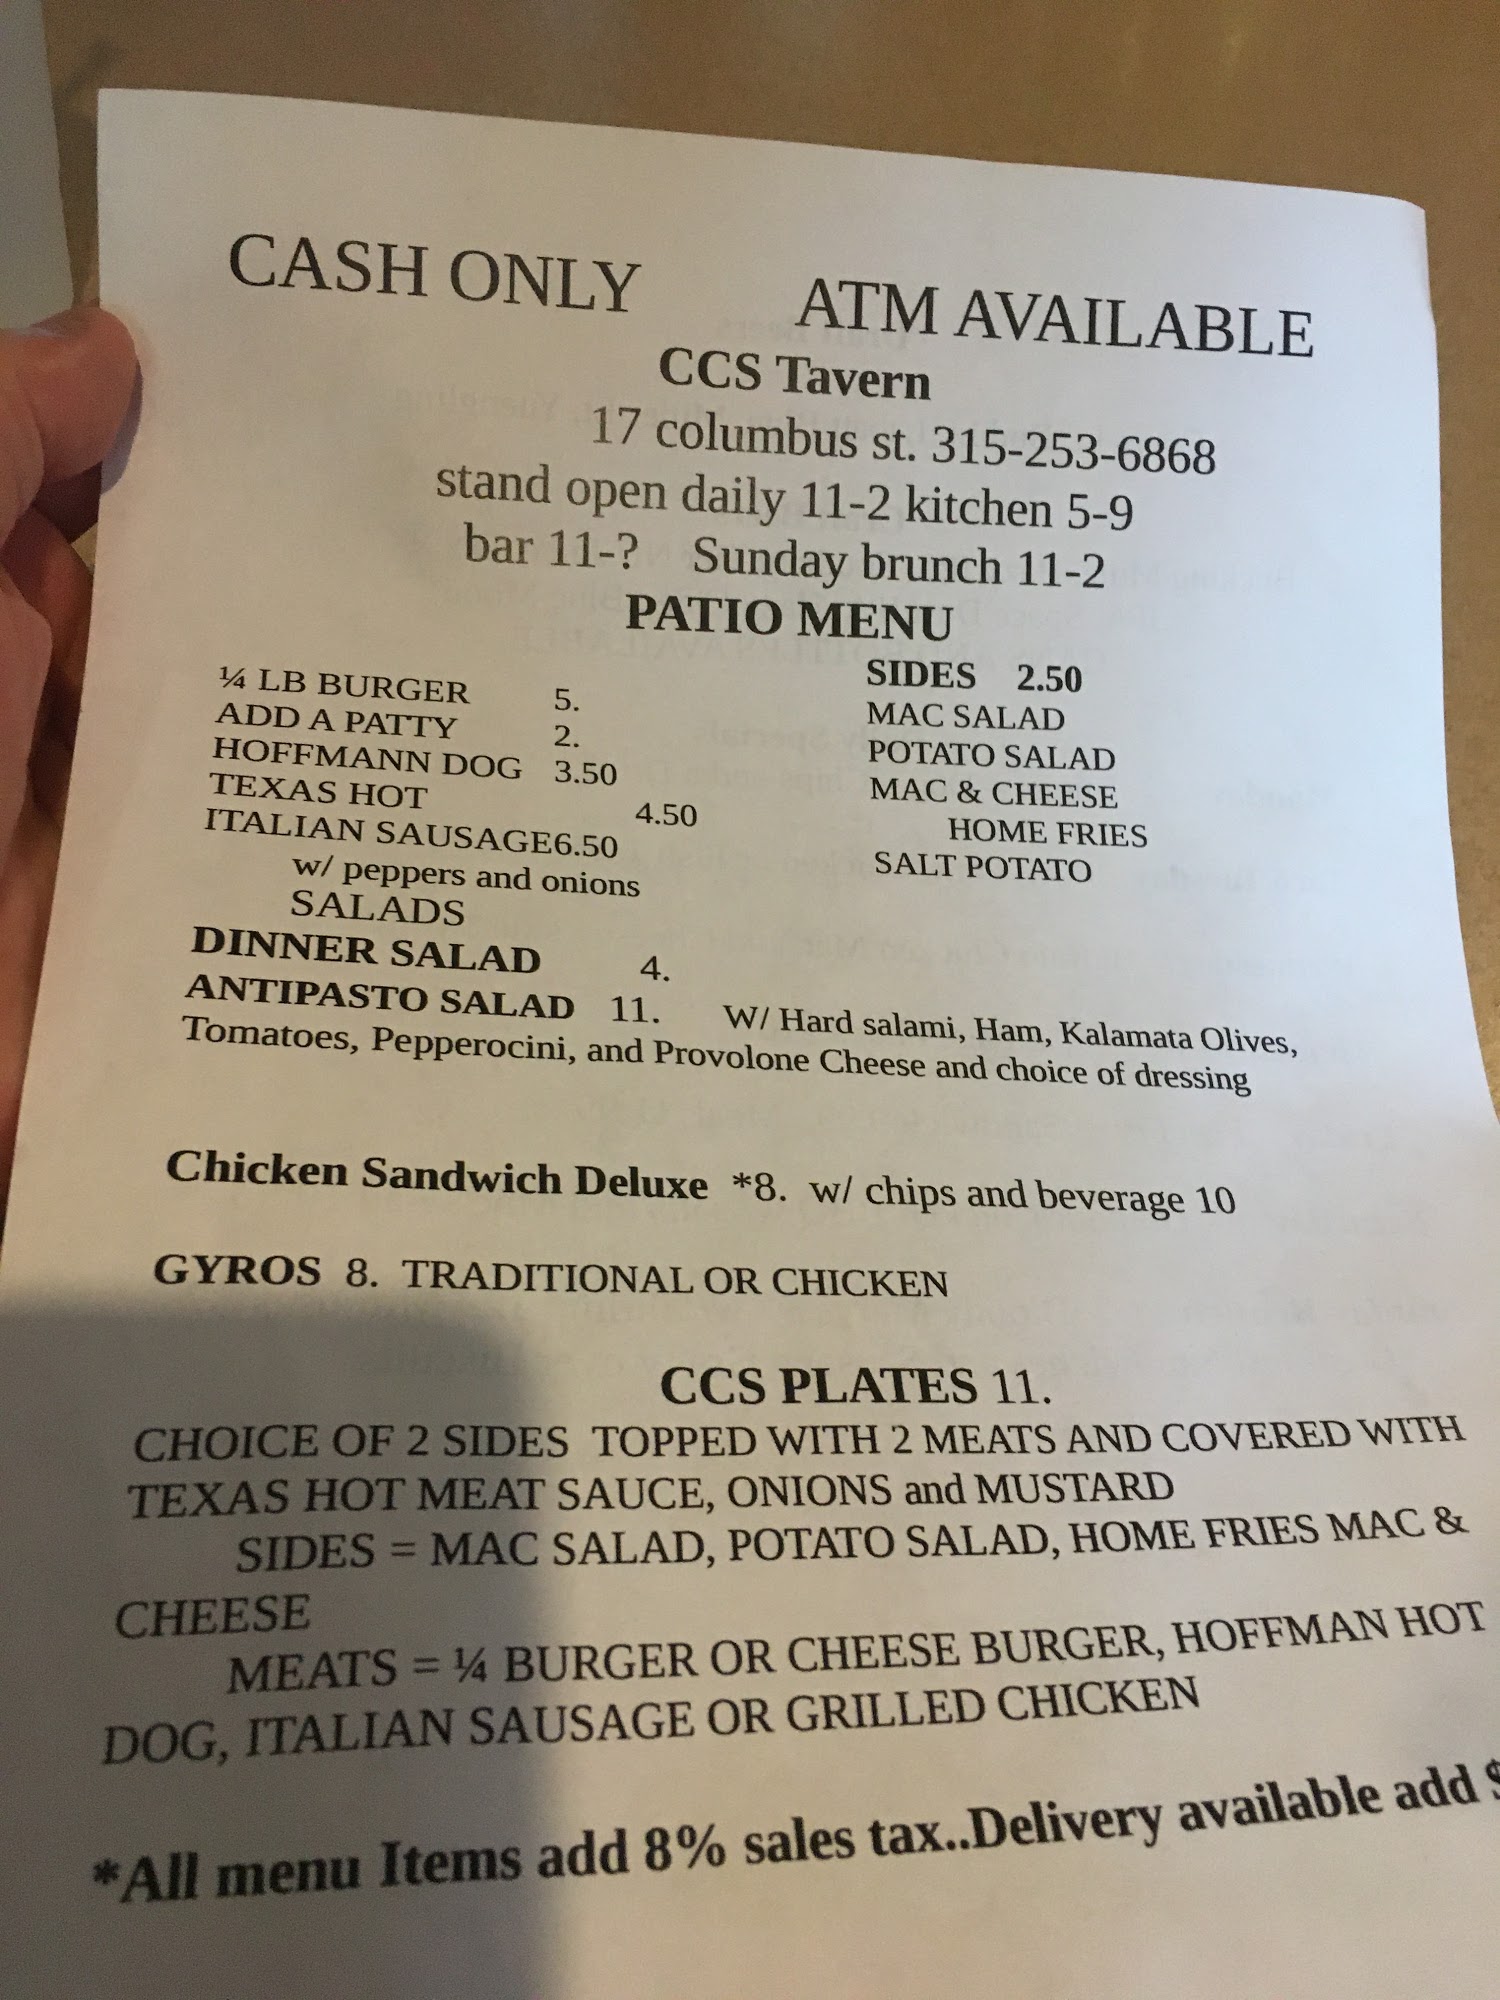 CASH ONLY ATM AVAILABLE
CCS Tavern
17 columbus st. 315-253-6868
stand open daily 11-2 kitchen 5-9
bar 11-? Sunday brunch 11-2
PATIO MENU
¼ LB BURGER 5.
ADD A PATTY 2.
HOFFMANN DOG 3.50
TEXAS HOT 4.50
ITALIAN SAUSAGE6.50
w/ peppers and onions
SIDES 2.50
MAC SALAD
POTATO SALAD
MAC & CHEESE
HOME FRIES
SALT POTATO
SALADS
DINNER SALAD 4.
ANTIPASTO SALAD 11. W/ Hard salami, Ham, Kalamata Olives,
Tomatoes, Pepperocini, and Provolone Cheese and choice of dressing
Chicken Sandwich Deluxe *8. w/ chips and beverage 10
GYROS 8. TRADITIONAL OR CHICKEN
CCS PLATES 11.
CHOICE OF 2 SIDES TOPPED WITH 2 MEATS AND COVERED WITH
TEXAS HOT MEAT SAUCE, ONIONS and MUSTARD
SIDES = MAC SALAD, POTATO SALAD, HOME FRIES MAC &
CHEESE
MEATS = ¼ BURGER OR CHEESE BURGER, HOFFMAN HOT
DOG, ITALIAN SAUSAGE OR GRILLED CHICKEN
*All menu Items add 8% sales tax..Delivery available add $